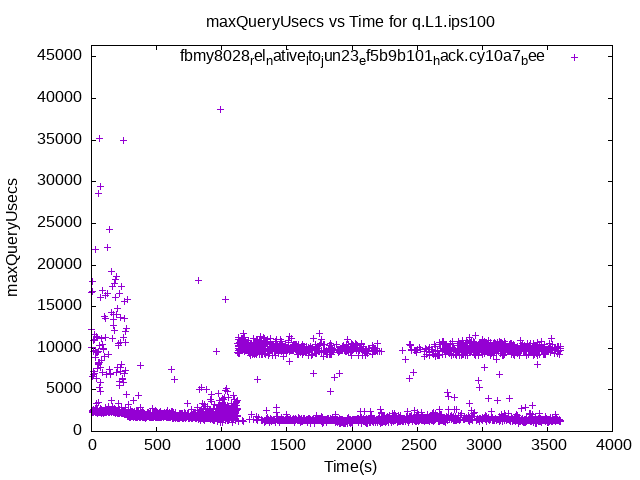 maxQueryUsecs vs Time for q.L1.ips100
fbmy8028relnativeltojun23ef5b9b101hack.cy10a7bee
45000
40000
35000
30000
25000
20000
15000
10000
5000
0
maxQueryUsecs
0 500 1000 1500 2000 2500 3000 3500 4000
Time(s)